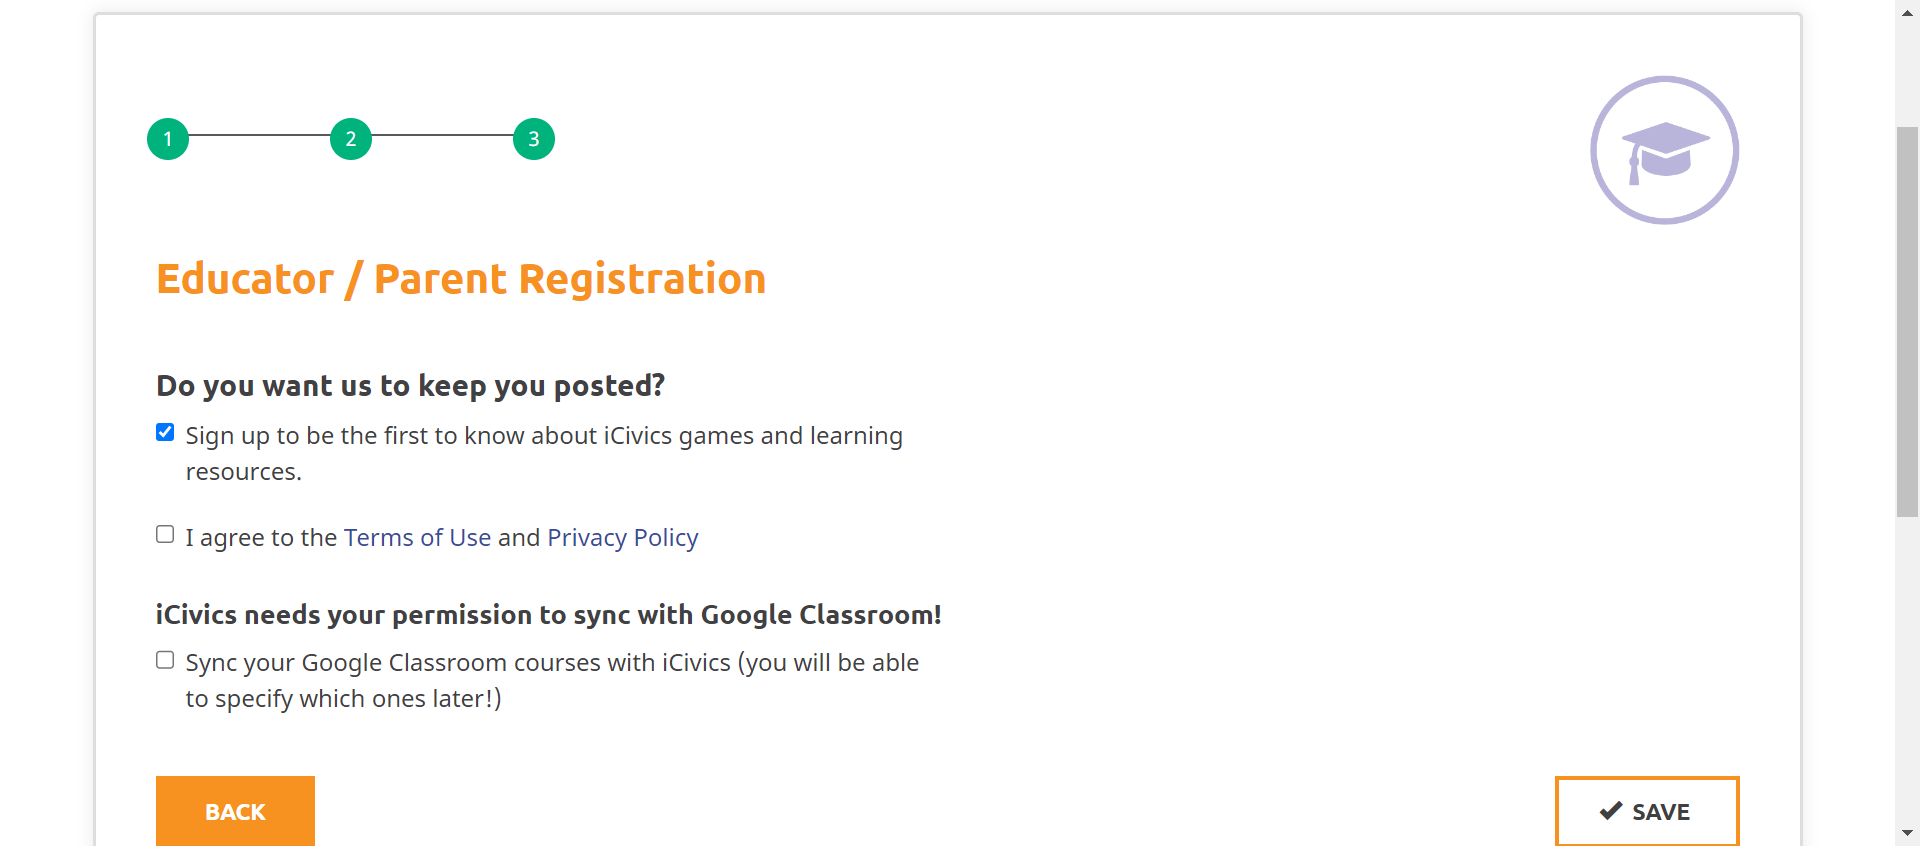 1 2 3
Educator / Parent Registration
Do you want us to keep you posted?
Sign up to be the first to know about iCivics games and learning
resources.
I agree to the Terms of Use and Privacy Policy
iCivics needs your permission to sync with Google Classroom!
Sync your Google Classroom courses with iCivics (you will be able
to specify which ones later!)
BACK
SAVE